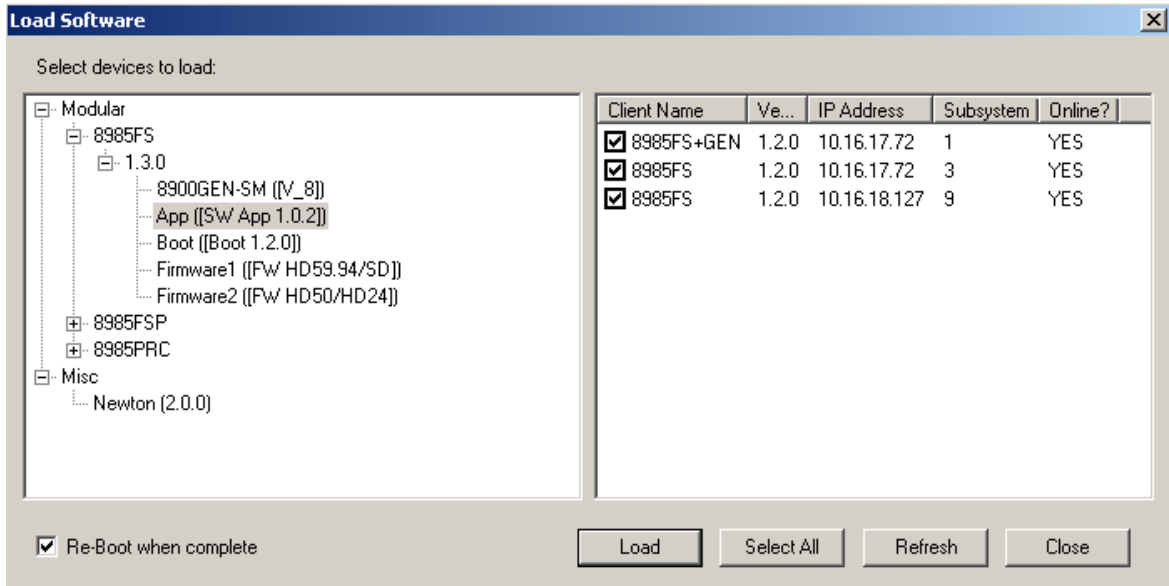 Load Software
Select devices to load:
Modular
8985FS
1.3.0
8900GEN-SM ([V_8])
App ([SW App 1.0.2])
Boot ([Boot 1.2.0])
Firmware1 ([FW HD59.94/SD])
Firmware2 ([FW HD50/HD24])
8985FSP
8985PRC
Misc
Newton (2.0.0)
Client Name Ve... IP Address Subsystem Online?
8985FS+GEN 1.2.0 10.16.17.72 1 YES
8985FS 1.2.0 10.16.17.72 3 YES
8985FS 1.2.0 10.16.18.127 9 YES
Re-Boot when complete
Load Select All Refresh Close